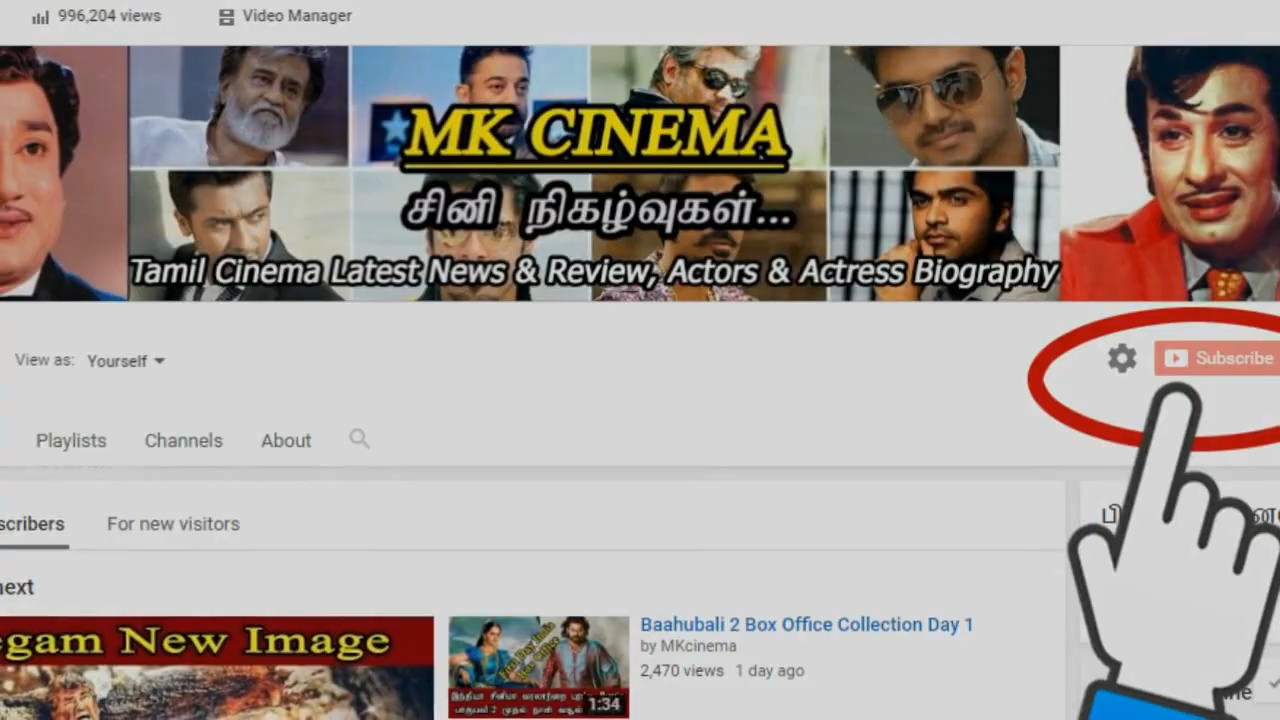 996,204 views
Video Manager
MK CINEMA
சினி நிகழ்வுகள்...
Tamil Cinema Latest News & Review, Actors & Actress Biography
View as: Yourself
Subscribe
Playlists
Channels
About
scribers
For new visitors
next
egam New Image
Baahubali 2 Box Office Collection Day 1
by MKcinema
2,470 views 1 day ago
1:34